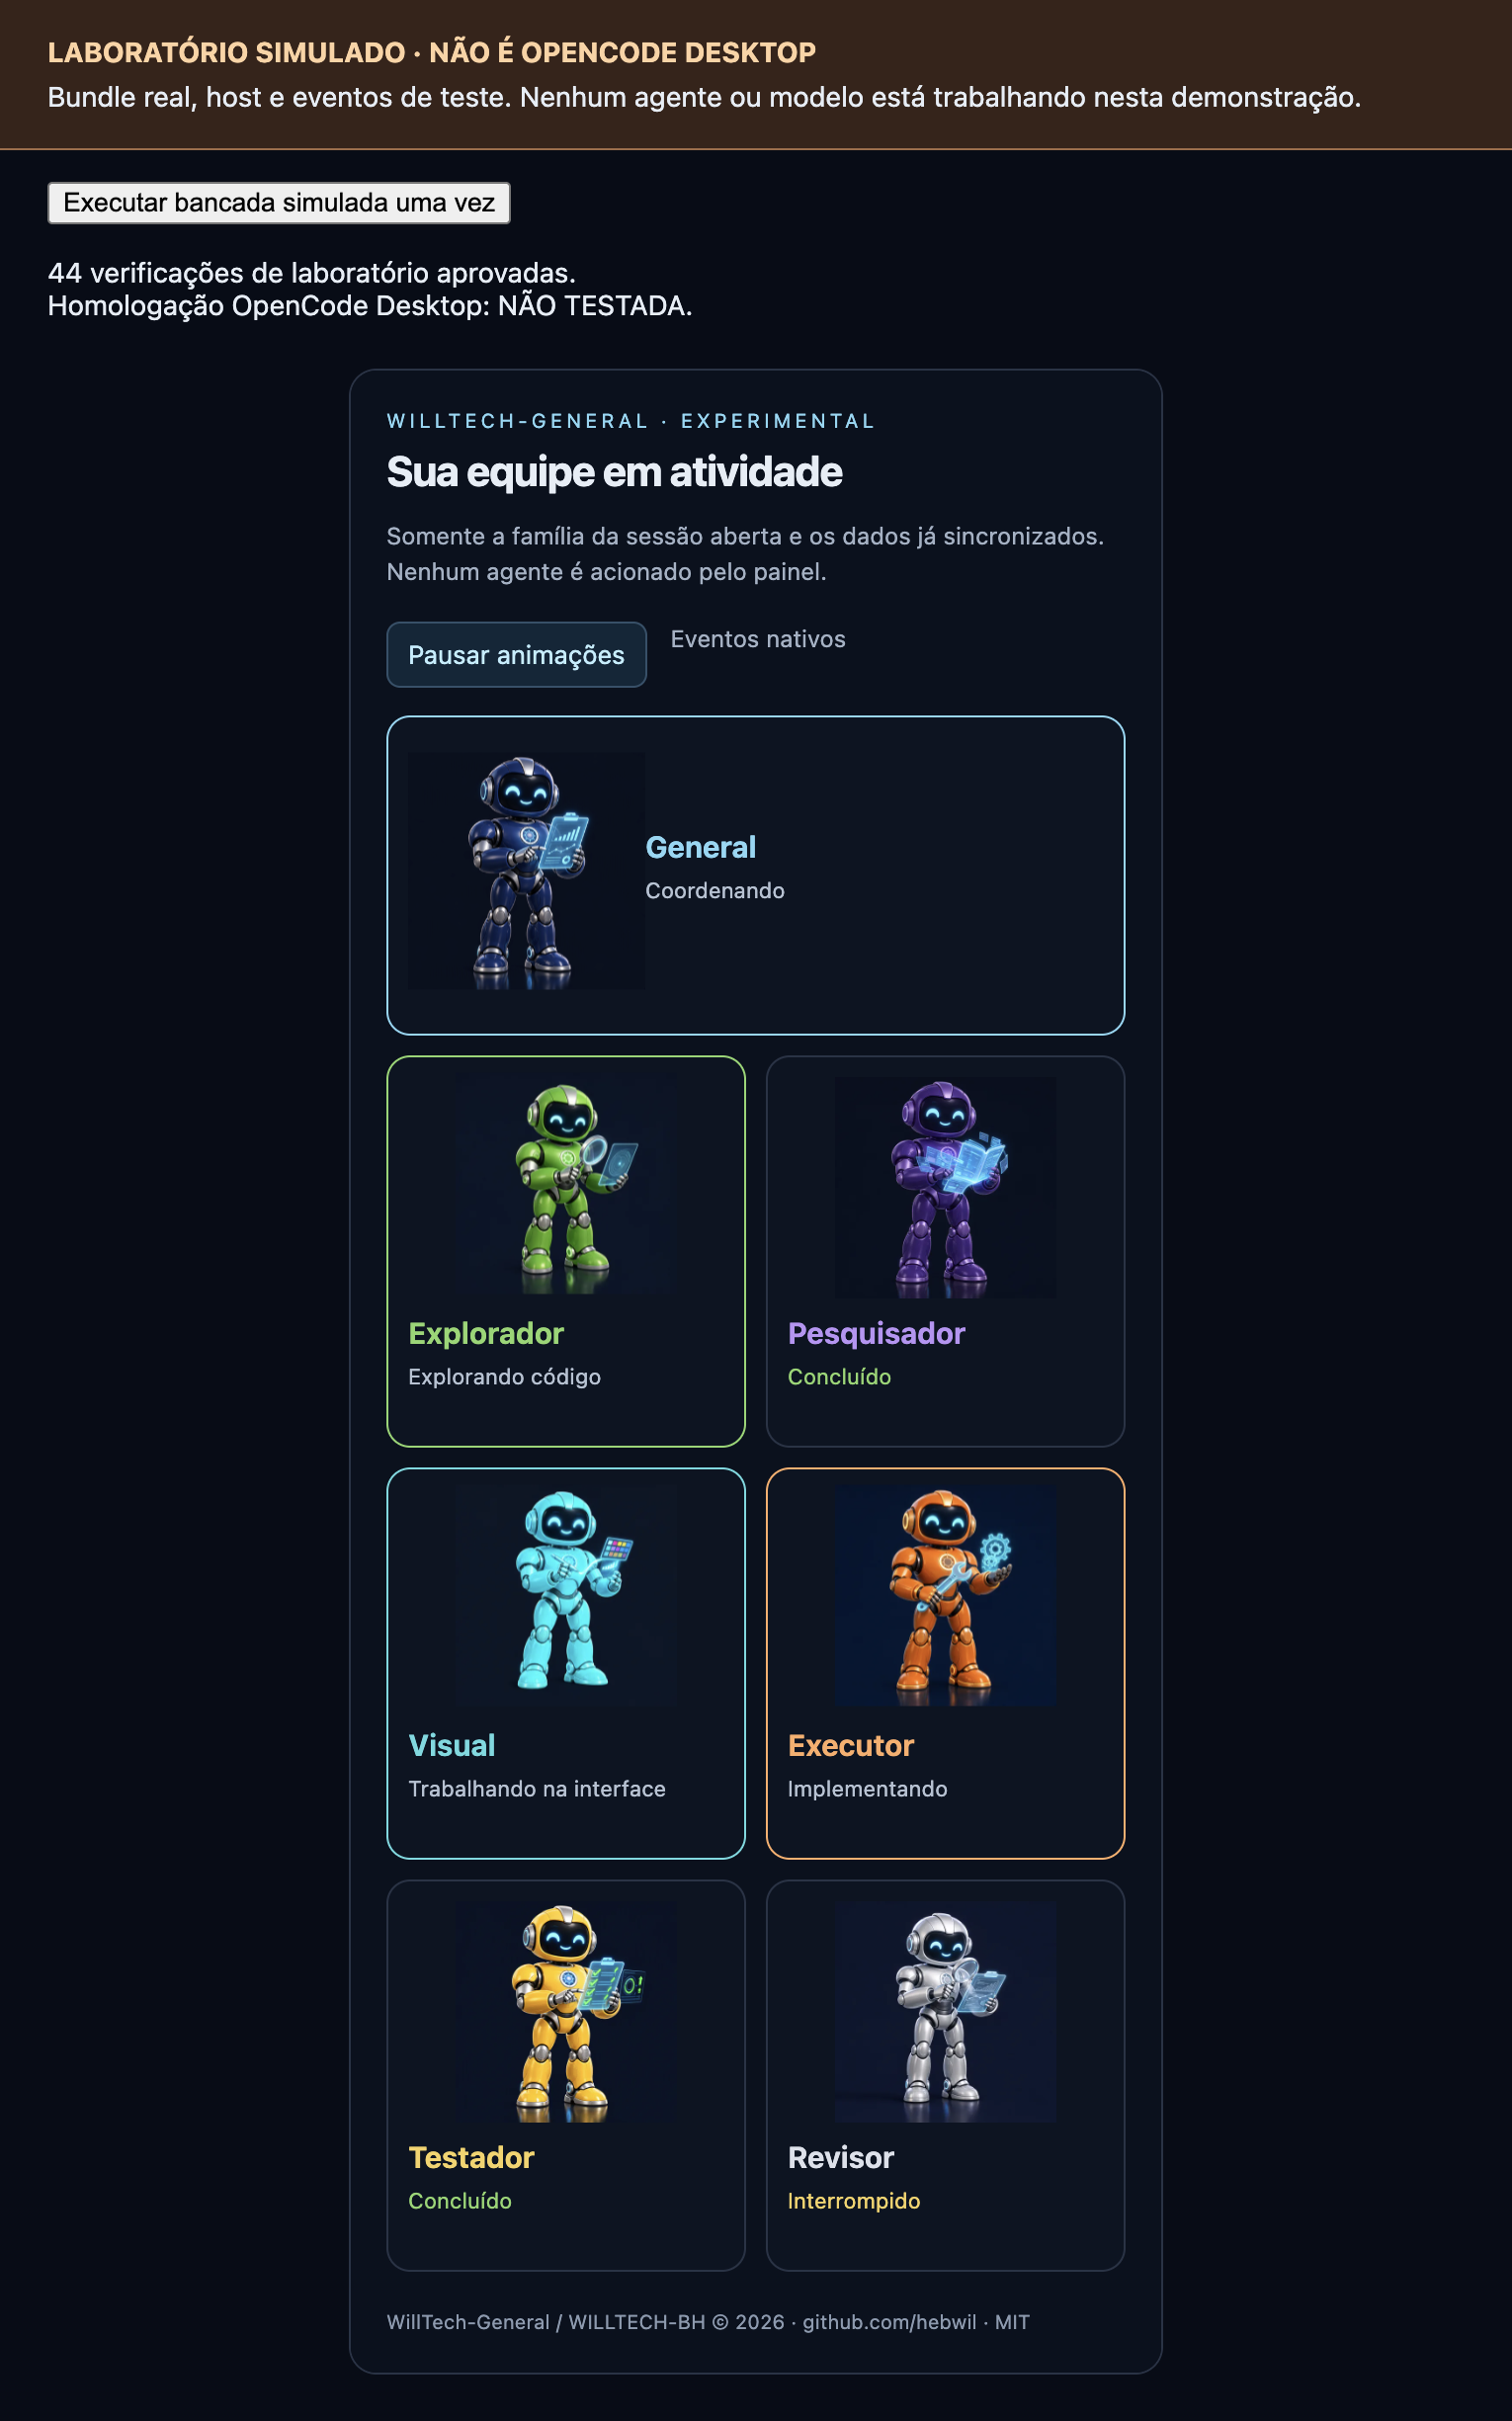 LABORATÓRIO SIMULADO · NÃO É OPENCODE DESKTOP
Bundle real, host e eventos de teste. Nenhum agente ou modelo está trabalhando nesta demonstração.
Executar bancada simulada uma vez
44 verificações de laboratório aprovadas.
Homologação OpenCode Desktop: NÃO TESTADA.
WILLTECH-GENERAL · EXPERIMENTAL
Sua equipe em atividade
Somente a família da sessão aberta e os dados já sincronizados.
Nenhum agente é acionado pelo painel.
Pausar animações
Eventos nativos
General
Coordenando
Explorador
Explorando código
Pesquisador
Concluído
Visual
Trabalhando na interface
Executor
Implementando
Testador
Concluído
Revisor
Interrompido
WillTech-General / WILLTECH-BH © 2026 · github.com/hebwil · MIT